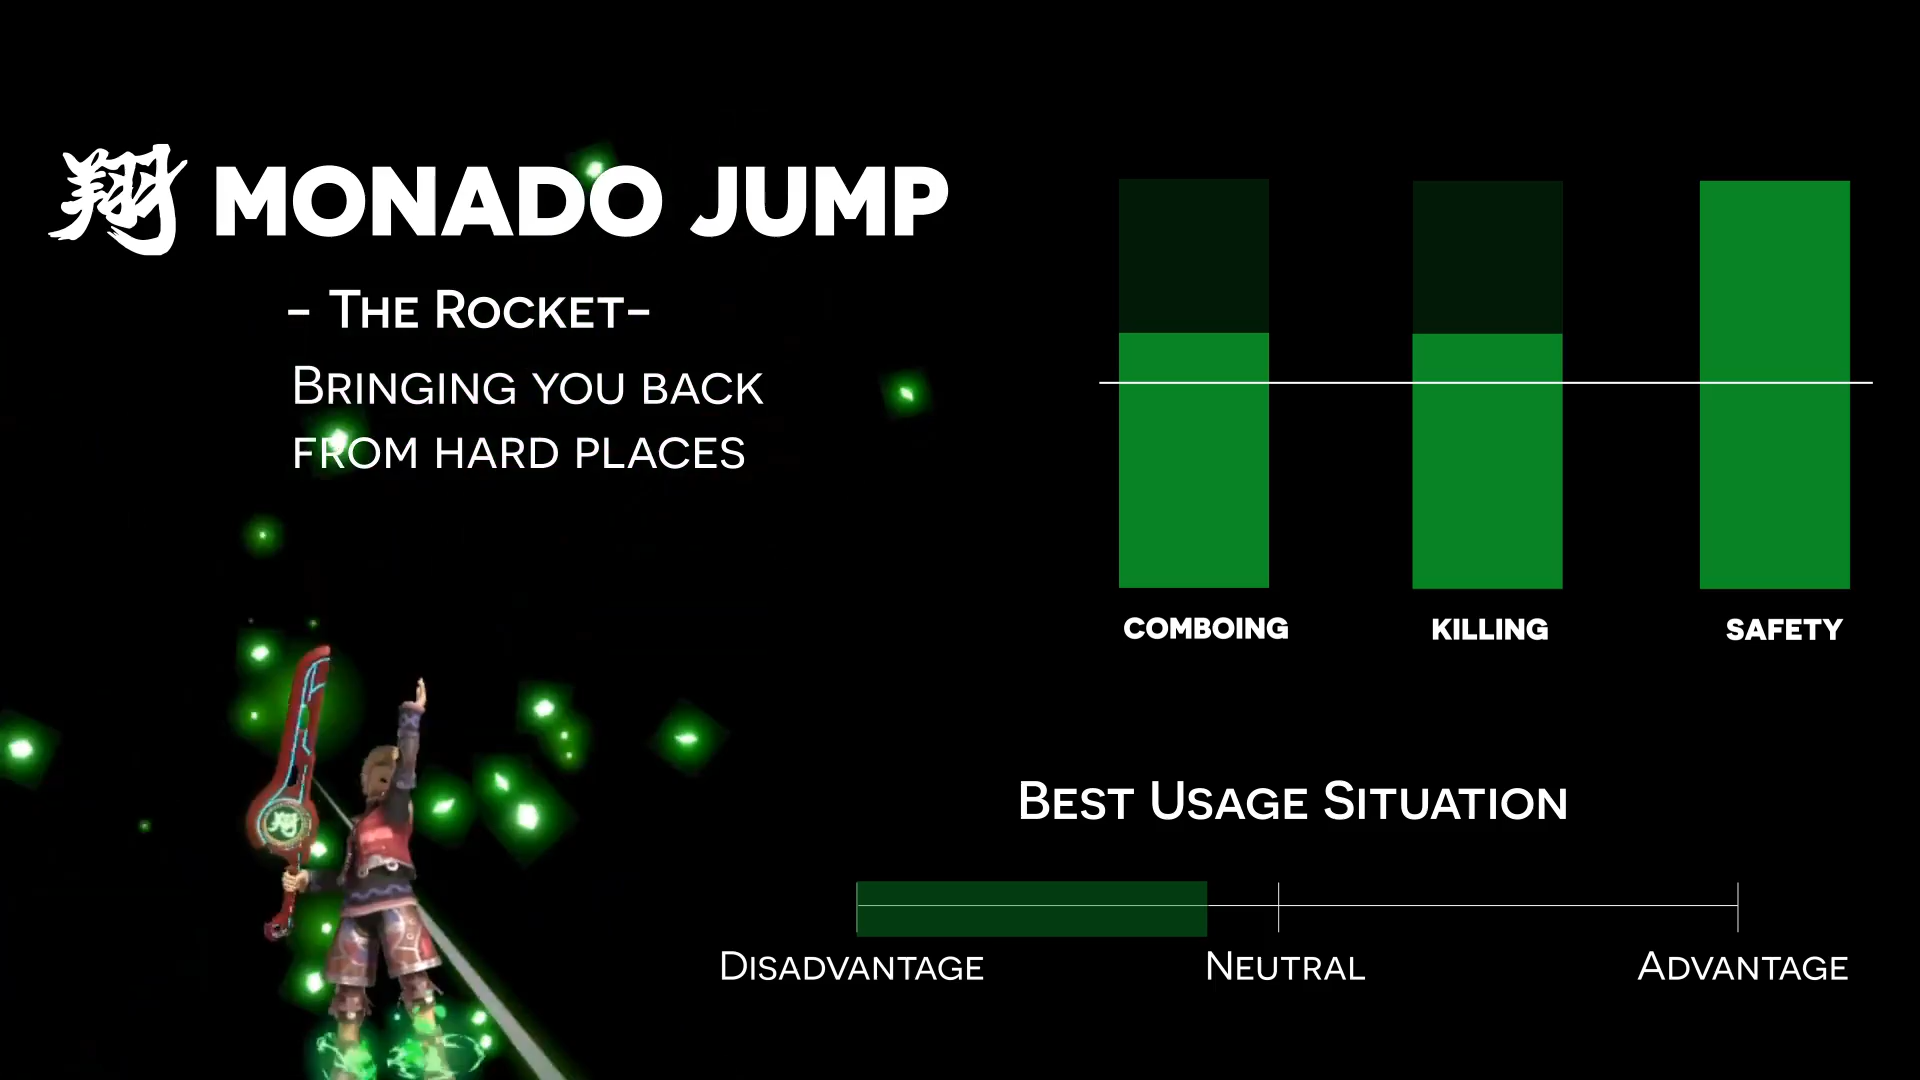 翔 MONADO JUMP
- THE ROCKET-
BRINGING YOU BACK
FROM HARD PLACES
COMBOING
KILLING
SAFETY
翔
BEST USAGE SITUATION
DISADVANTAGE
NEUTRAL
ADVANTAGE